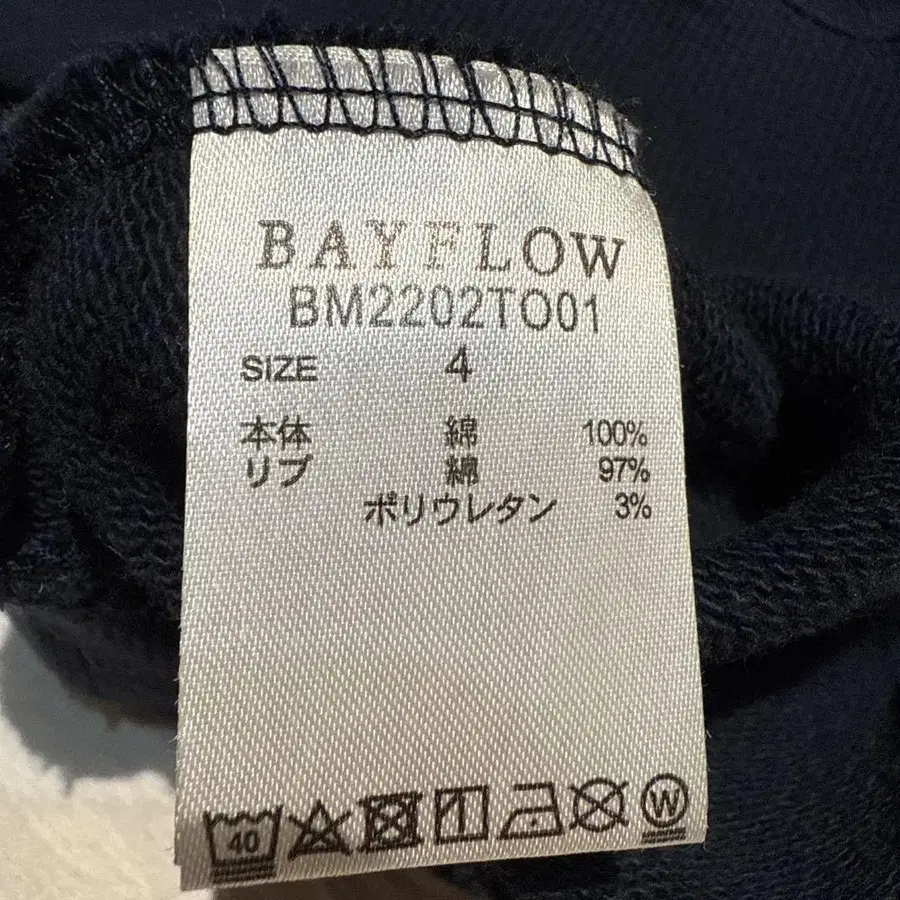 BAYFLOW
BM2202TO01
SIZE 4
本体 綿 100%
リブ 綿 97%
ポリウレタン 3%
40
W